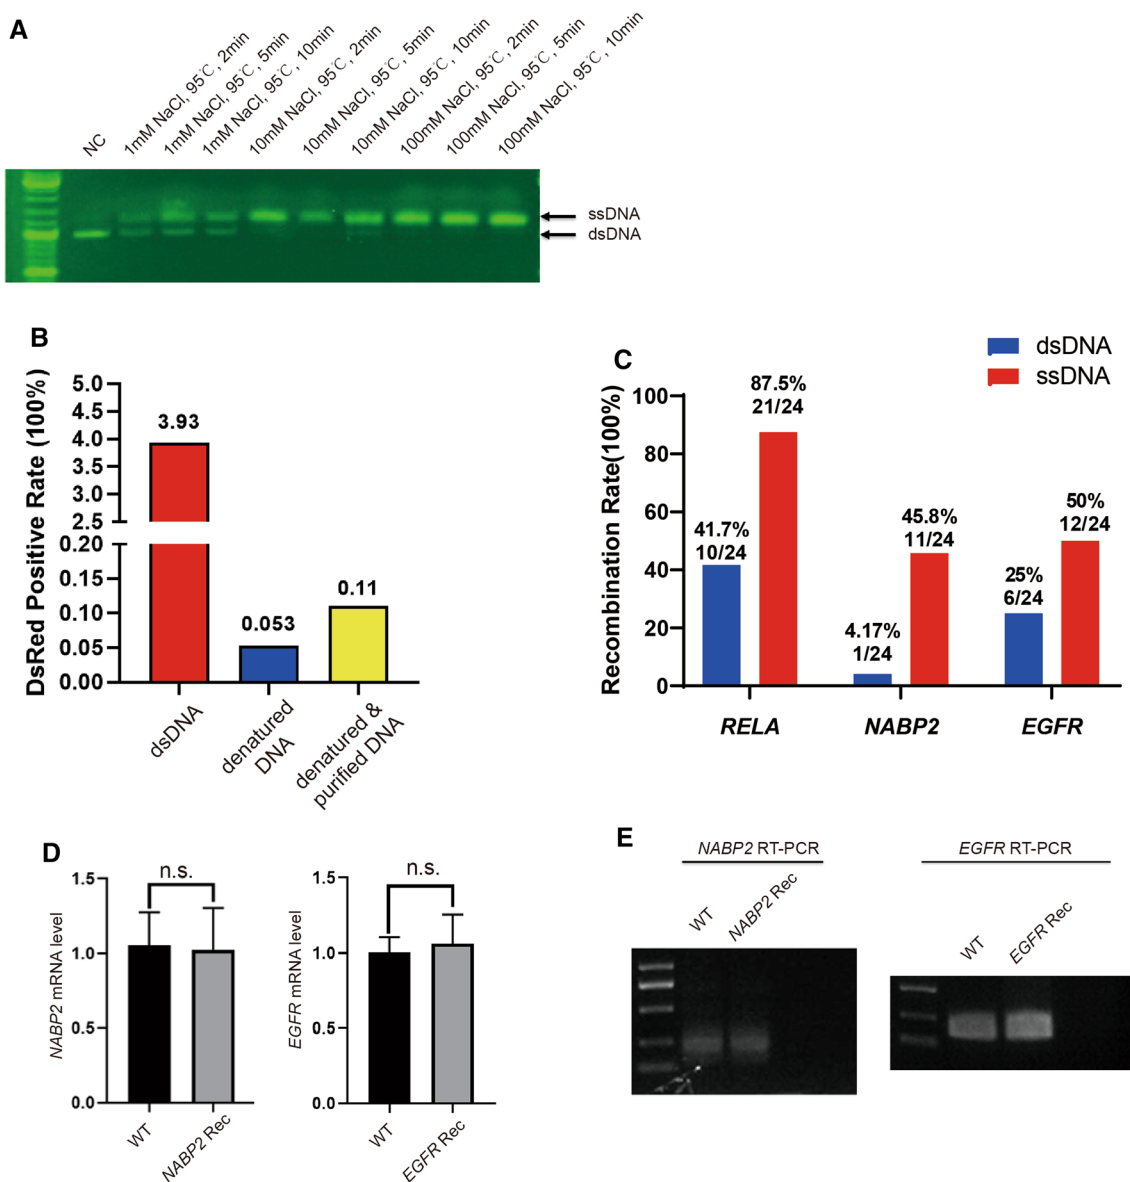 A
NC
1mM NaCl, 95℃, 2min
1mM NaCl, 95℃, 5min
1mM NaCl, 95℃, 10min
10mM NaCl, 95℃, 2min
10mM NaCl, 95℃, 5min
10mM NaCl, 95℃, 10min
100mM NaCl, 95℃, 2min
100mM NaCl, 95℃, 5min
100mM NaCl, 95℃, 10min
ssDNA
dsDNA
B
DsRed Positive Rate (100%)
5.0
4.5
4.0
3.5
3.0
2.5
0.20
0.15
0.10
0.05
0.00
3.93
0.053
0.11
dsDNA
denatured
DNA
denatured &
purified DNA
C
dsDNA
ssDNA
Recombination Rate(100%)
100
80
60
40
20
0
41.7%
10/24
87.5%
21/24
4.17%
1/24
45.8%
11/24
25%
6/24
50%
12/24
RELA
NABP2
EGFR
D
NABP2 mRNA level
1.5
1.0
0.5
0.0
n.s.
WT
NABP2 Rec
EGFR mRNA level
1.5
1.0
0.5
0.0
n.s.
WT
EGFR Rec
E
NABP2 RT-PCR
WT
NABP2 Rec
EGFR RT-PCR
WT
EGFR Rec